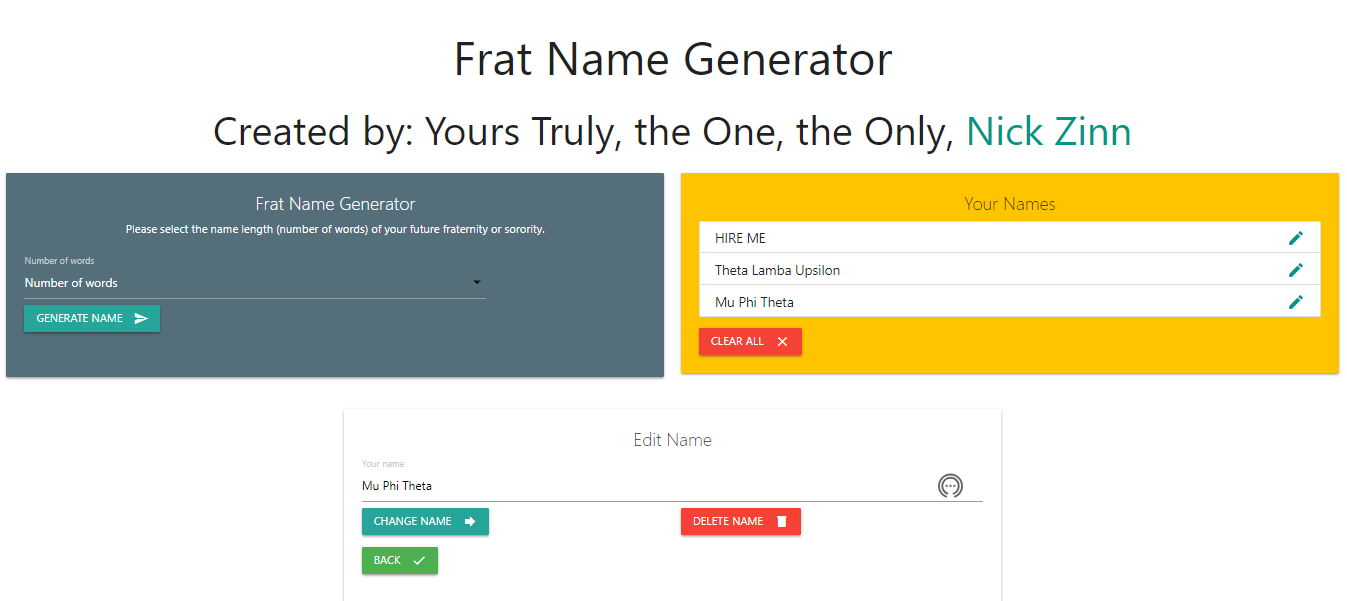 Frat Name Generator
Created by: Yours Truly, the One, the Only, Nick Zinn
Frat Name Generator
Please select the name length (number of words) of your future fraternity or sorority.
Number of words
Number of words
GENERATE NAME
Your Names
HIRE ME
Theta Lamba Upsilon
Mu Phi Theta
CLEAR ALL
Edit Name
Your name
Mu Phi Theta
CHANGE NAME
DELETE NAME
BACK